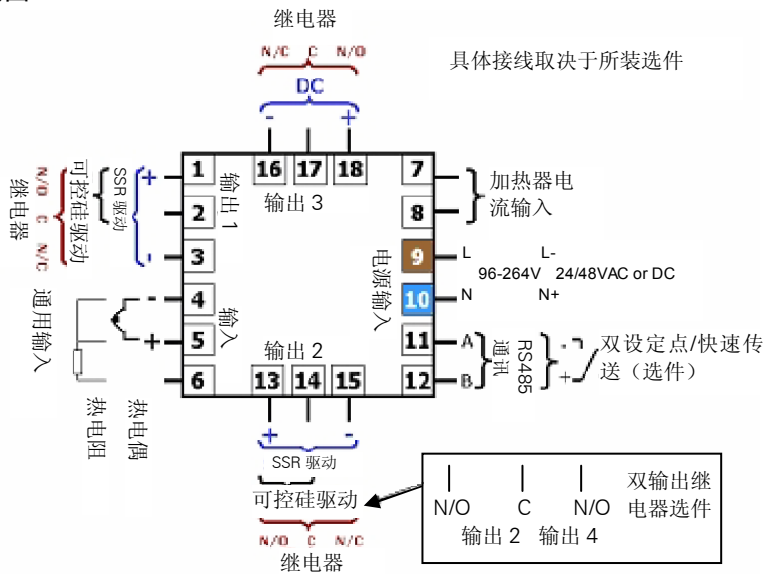 继电器
N/C C N/O
具体接线取决于所装选件
DC
- +
1 16 17 18 7
输出 3
加热器电
流输入
2 8
输出 1
+ -
SSR 驱动
可控硅驱动
N/O C N/C
继电器
3 9 L L-
96-264V 24/48VAC or DC
电源输入
4 10 N N+
通用输入
- +
输入
5 11 A
输出 2
RS485
通讯
- +
双设定点/快速传
送（选件）
6 13 14 15 12 B
热电阻
热电偶
+ -
SSR 驱动
可控硅驱动
N/O C N/C
继电器
N/O C N/O
双输出继
电器选件
输出 2 输出 4